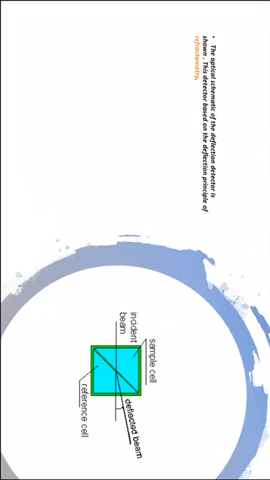 • The optical schematic of the deflection detector is
shown . This detector based on the deflection principle of
refractometry.
sample cell
incident
beam
deflected beam
reference cell